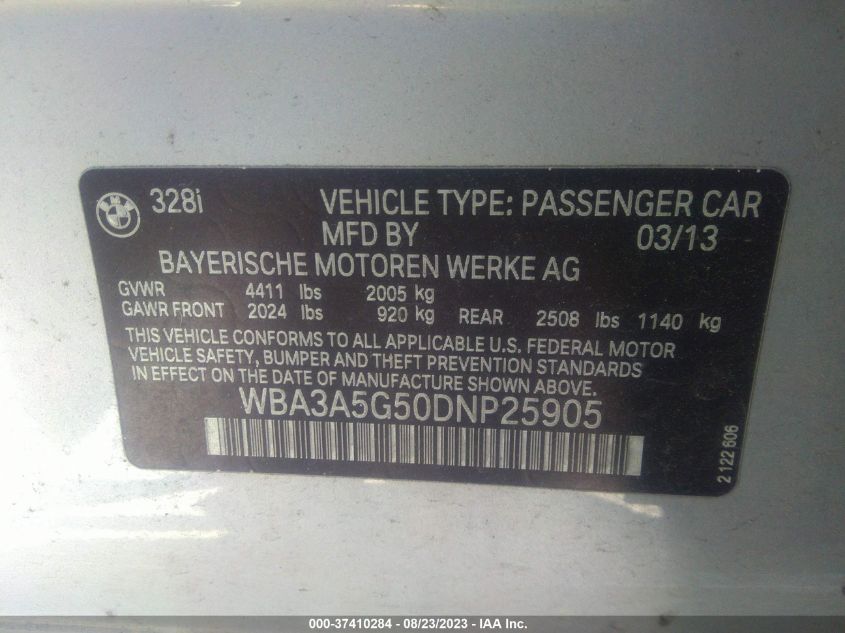 BMW 328i VEHICLE TYPE: PASSENGER CAR
MFD BY 03/13
BAYERISCHE MOTOREN WERKE AG
GVWR 4411 lbs 2005 kg
GAWR FRONT 2024 lbs 920 kg REAR 2508 lbs 1140 kg
THIS VEHICLE CONFORMS TO ALL APPLICABLE U.S. FEDERAL MOTOR
VEHICLE SAFETY, BUMPER AND THEFT PREVENTION STANDARDS
IN EFFECT ON THE DATE OF MANUFACTURE SHOWN ABOVE.
WBA3A5G50DNP25905
2 122 606
000-37410284 - 08/23/2023 - IAA Inc.